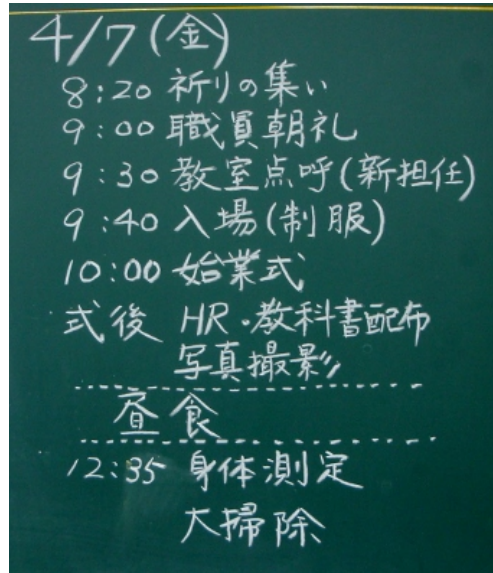 4/7(金)
8:20 祈りの集い
9:00 職員朝礼
9:30 教室点呼(新担任)
9:40 入場(制服)
10:00 始業式
式後 HR・教科書配布
写真撮影
昼食
12:35 身体測定
大掃除